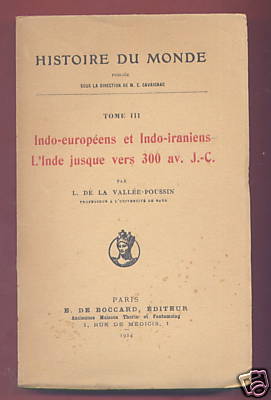 HISTOIRE DU MONDE
PUBLIÉE
SOUS LA DIRECTION DE M. E. CAVAIGNAC
TOME III
Indo-européens et Indo-iraniens
L'Inde jusque vers 300 av. J.-C.
PAR
L. DE LA VALLÉE-POUSSIN
PROFESSEUR A L'UNIVERSITÉ DE GAND
PARIS
E. DE BOCCARD, ÉDITEUR
Anciennes Maisons Thorin et Fontemoing
1, RUE DE MÉDICIS, 1
1924